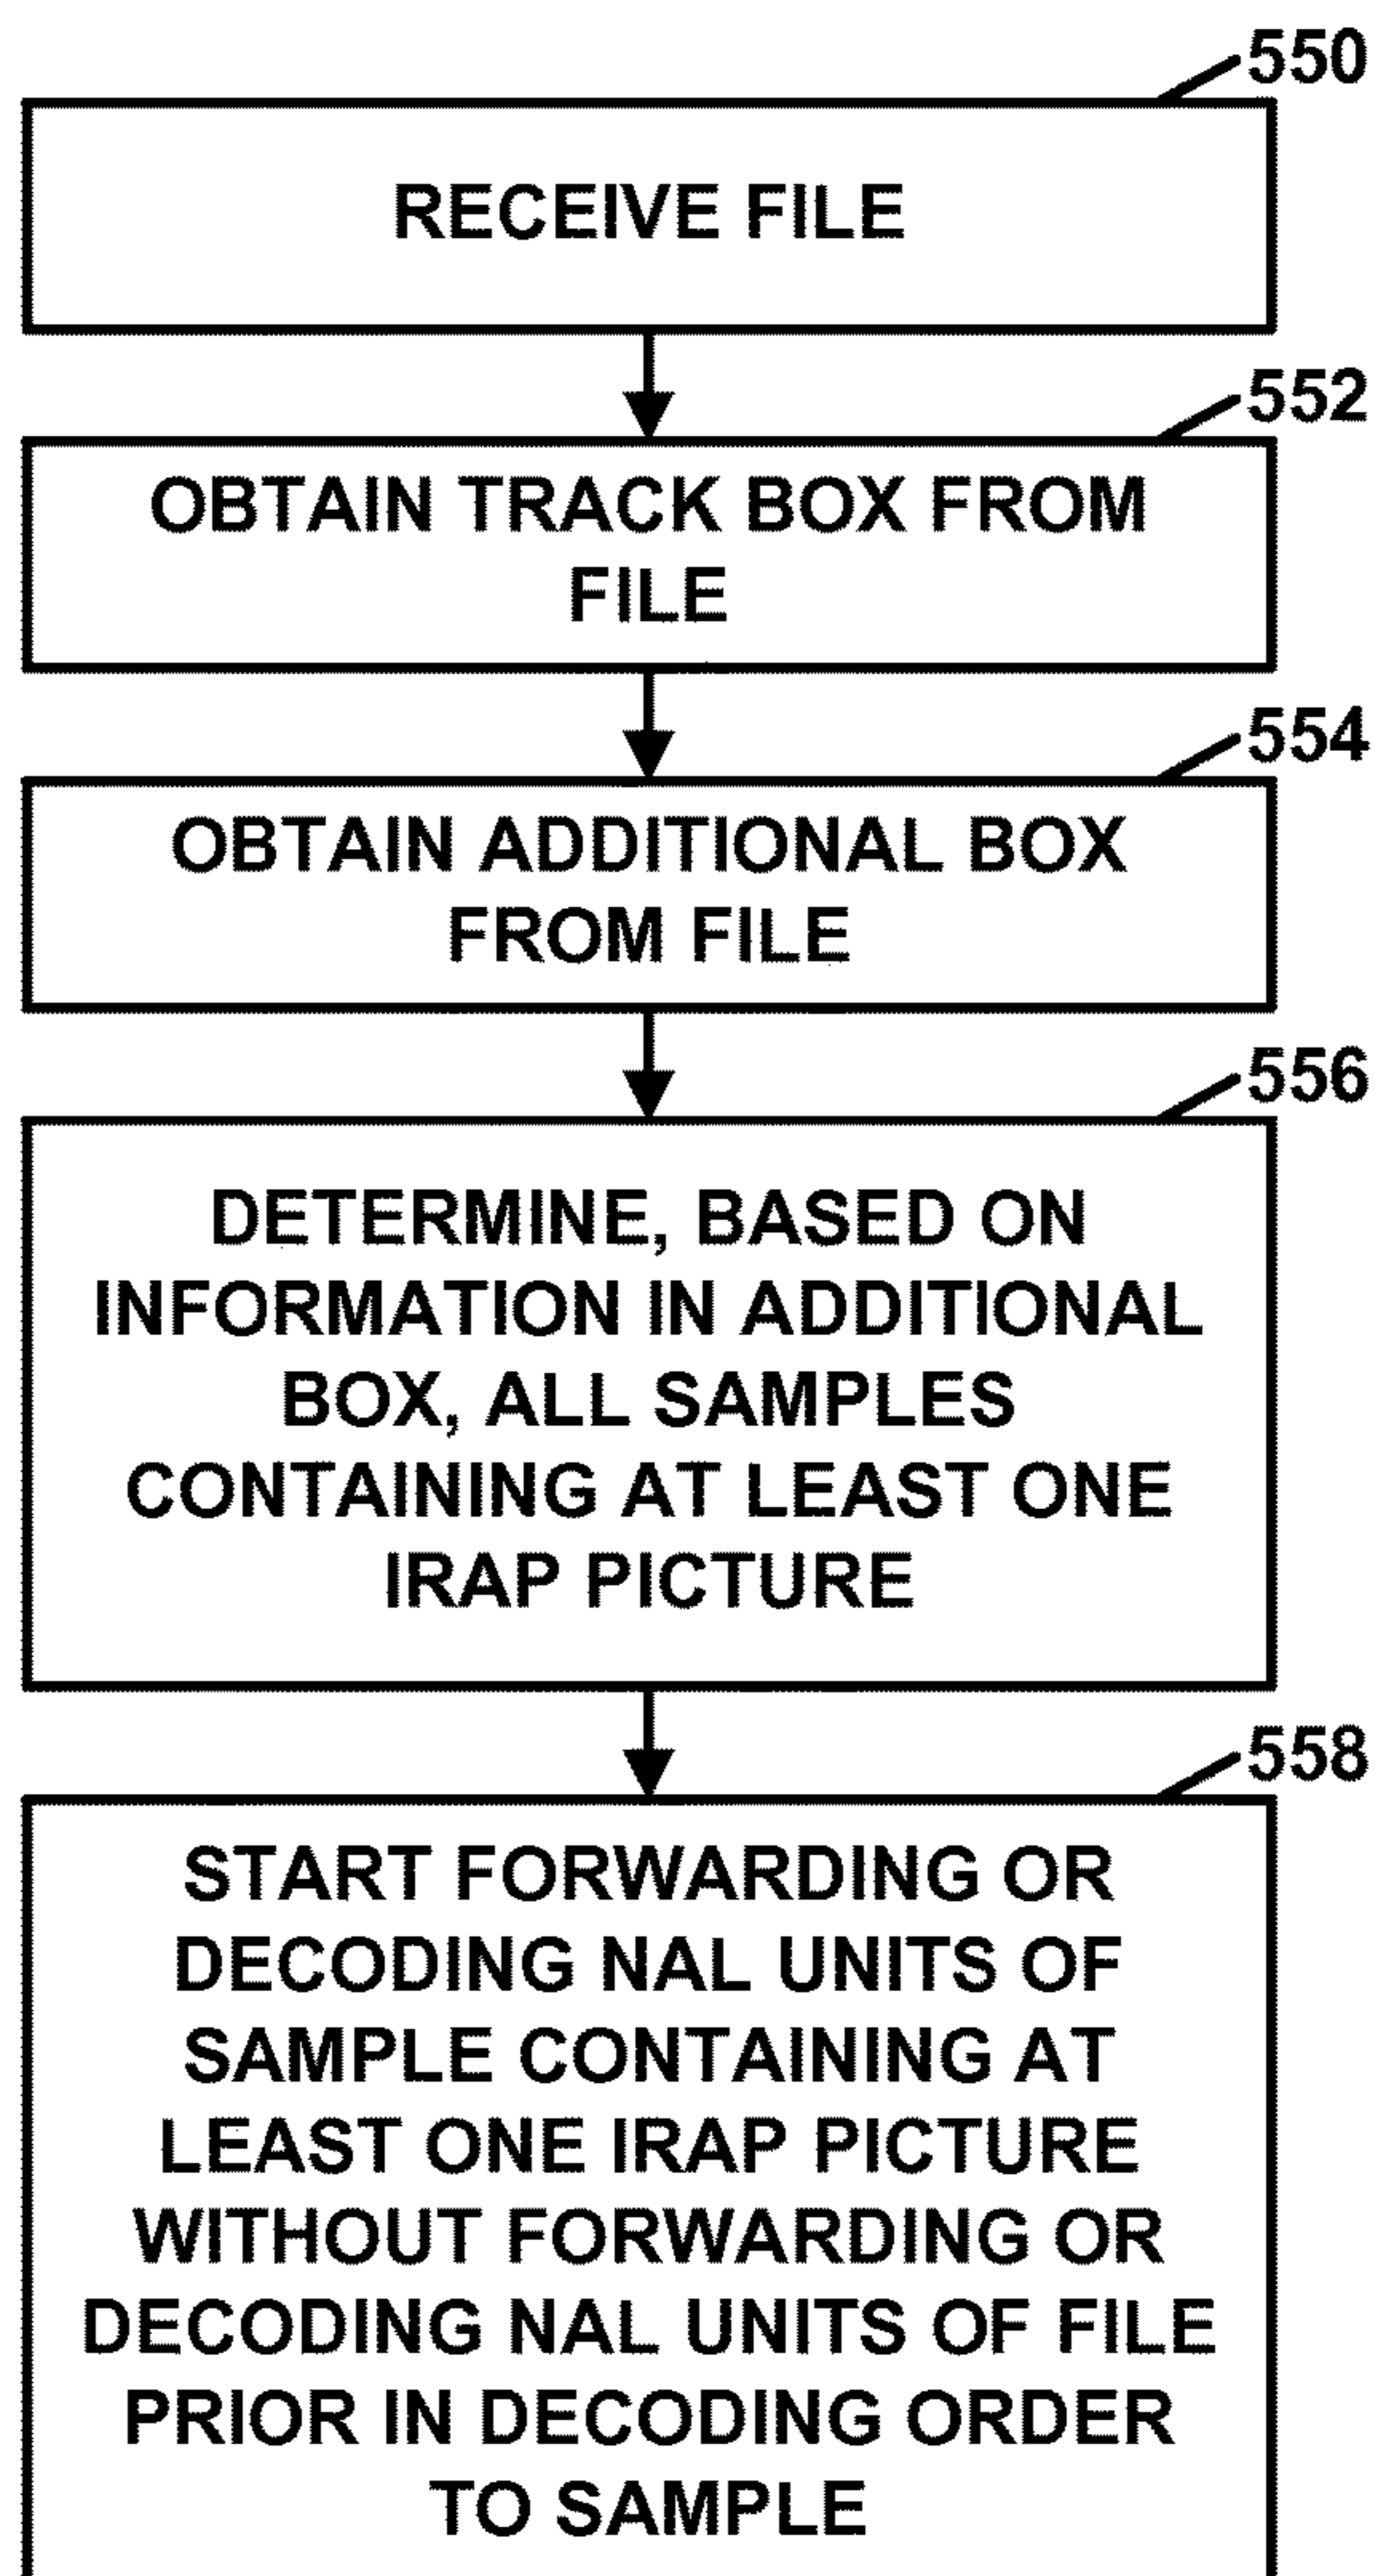 550
RECEIVE FILE
552
OBTAIN TRACK BOX FROM
FILE
554
OBTAIN ADDITIONAL BOX
FROM FILE
556
DETERMINE, BASED ON
INFORMATION IN ADDITIONAL
BOX, ALL SAMPLES
CONTAINING AT LEAST ONE
IRAP PICTURE
558
START FORWARDING OR
DECODING NAL UNITS OF
SAMPLE CONTAINING AT
LEAST ONE IRAP PICTURE
WITHOUT FORWARDING OR
DECODING NAL UNITS OF FILE
PRIOR IN DECODING ORDER
TO SAMPLE